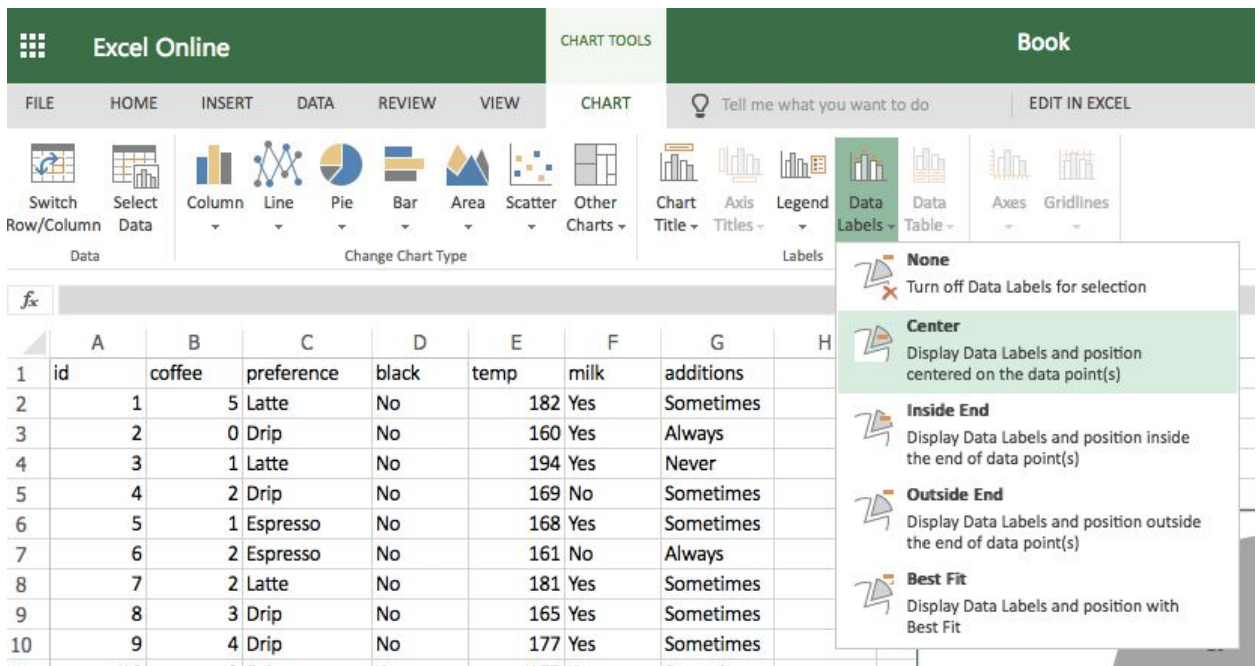 Excel Online CHART TOOLS Book
FILE HOME INSERT DATA REVIEW VIEW CHART Tell me what you want to do EDIT IN EXCEL
Switch Row/Column
Select Data
Column
Line
Pie
Bar
Area
Scatter
Other Charts
Chart Title
Axis Titles
Legend
Data Labels
Data Table
Axes
Gridlines
Data Change Chart Type Labels
None
Turn off Data Labels for selection
Center
Display Data Labels and position
centered on the data point(s)
Inside End
Display Data Labels and position inside
the end of data point(s)
Outside End
Display Data Labels and position outside
the end of data point(s)
Best Fit
Display Data Labels and position with
Best Fit
fx
A B C D E F G H
1 id coffee preference black temp milk additions
2 1 5 Latte No 182 Yes Sometimes
3 2 0 Drip No 160 Yes Always
4 3 1 Latte No 194 Yes Never
5 4 2 Drip No 169 No Sometimes
6 5 1 Espresso No 168 Yes Sometimes
7 6 2 Espresso No 161 No Always
8 7 2 Latte No 181 Yes Sometimes
9 8 3 Drip No 165 Yes Sometimes
10 9 4 Drip No 177 Yes Sometimes